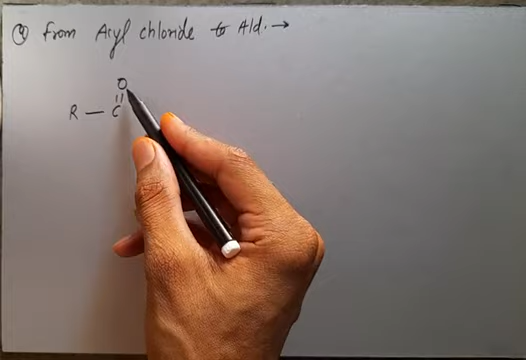 ④ From Acyl chloride to Ald. →
O
||
R — C